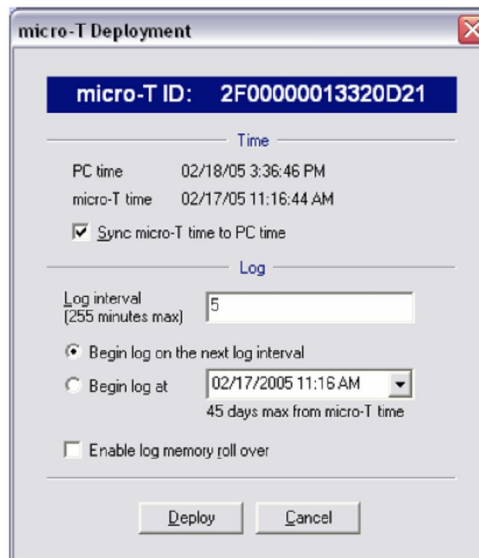 micro-T Deployment
micro-T ID: 2F00000013320D21
Time
PC time 02/18/05 3:36:46 PM
micro-T time 02/17/05 11:16:44 AM
Sync micro-T time to PC time
Log
Log interval
(255 minutes max) 5
Begin log on the next log interval
Begin log at 02/17/2005 11:16 AM
45 days max from micro-T time
Enable log memory roll over
Deploy Cancel